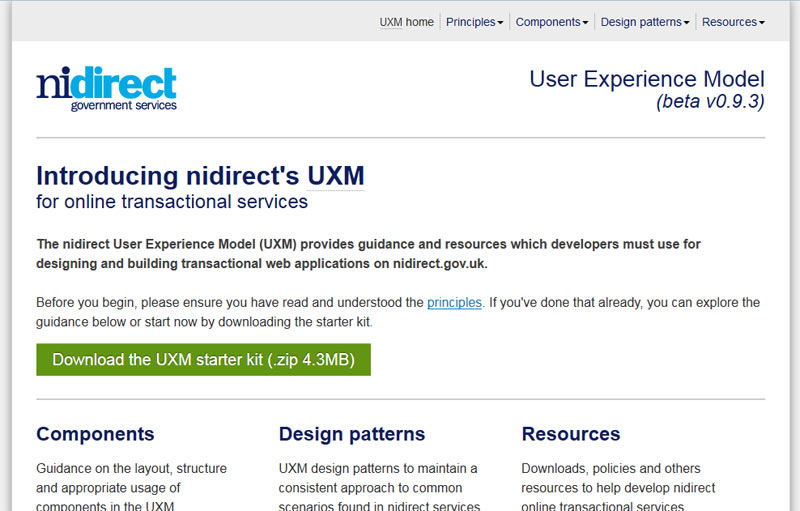 UXM home Principles Components Design patterns Resources
nidirect
government services
User Experience Model
(beta v0.9.3)
Introducing nidirect's UXM
for online transactional services
The nidirect User Experience Model (UXM) provides guidance and resources which developers must use for
designing and building transactional web applications on nidirect.gov.uk.
Before you begin, please ensure you have read and understood the principles. If you've done that already, you can explore the
guidance below or start now by downloading the starter kit.
Download the UXM starter kit (.zip 4.3MB)
Components
Guidance on the layout, structure
and appropriate usage of
components in the UXM
Design patterns
UXM design patterns to maintain a
consistent approach to common
scenarios found in nidirect services
Resources
Downloads, policies and others
resources to help develop nidirect
online transactional services